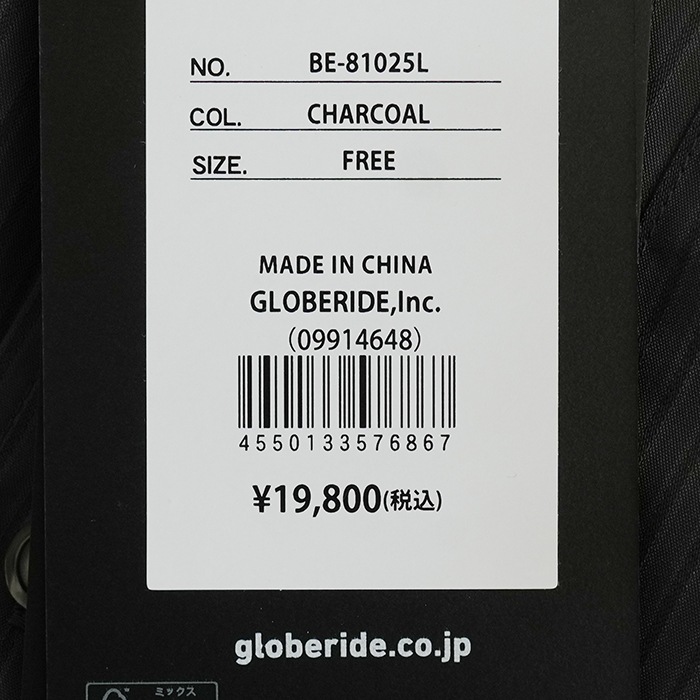 NO. BE-81025L
COL. CHARCOAL
SIZE. FREE
MADE IN CHINA
GLOBERIDE,Inc.
(09914648)
4550133576867
¥19,800(税込)
globeride.co.jp
ミックス